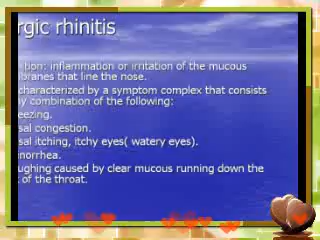 rgic rhinitis
ition: inflammation or irritation of the mucous
branes that line the nose.
characterized by a symptom complex that consists
y combination of the following:
eezing.
sal congestion.
sal itching, itchy eyes( watery eyes).
norrhea.
ughing caused by clear mucous running down the
of the throat.